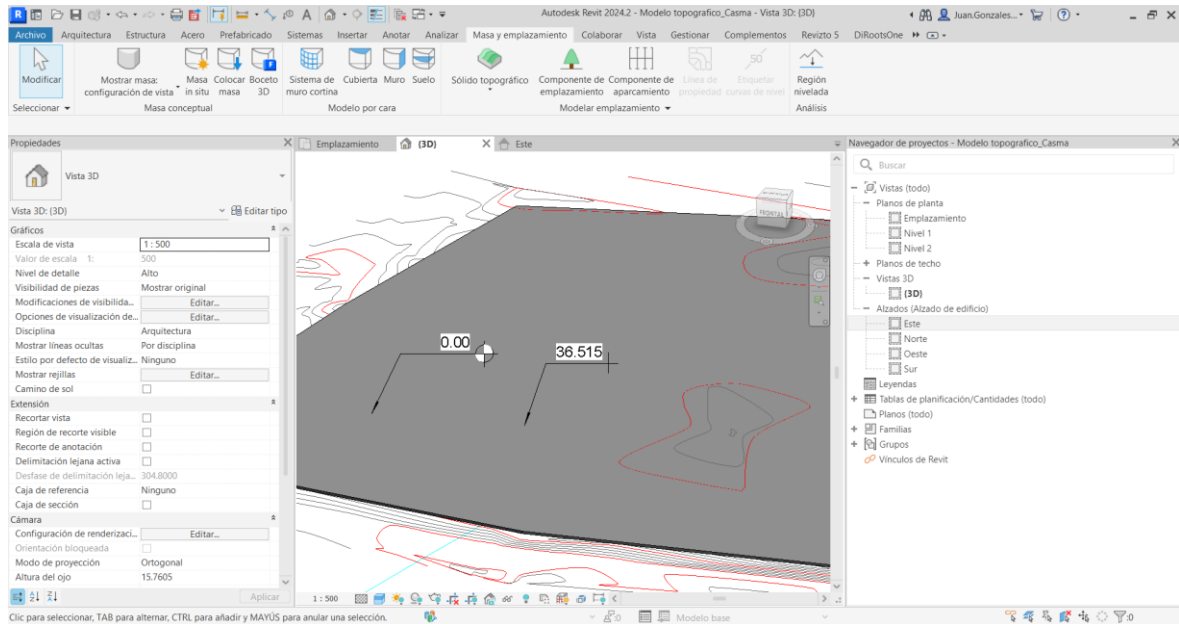 Autodesk Revit 2024.2 - Modelo topografico_Casma - Vista 3D: {3D}
Juan.Gonzales...
Archivo Arquitectura Estructura Acero Prefabricado Sistemas Insertar Anotar Analizar Masa y emplazamiento Colaborar Vista Gestionar Complementos Revizto 5 DiRootsOne
Modificar
Mostrar masa:
configuración de vista
Masa
in situ
Colocar
masa
Boceto
3D
Sistema de
muro cortina
Cubierta
Muro
Suelo
Sólido topográfico
Componente de
emplazamiento
Componente de
aparcamiento
Línea de
propiedad
Etiquetar
curvas de nivel
Región
nivelada
Seleccionar
Masa conceptual
Modelo por cara
Modelar emplazamiento
Análisis
Propiedades
Emplazamiento
{3D}
Este
Navegador de proyectos - Modelo topografico_Casma
Vista 3D
Vista 3D: {3D}
Editar tipo
Gráficos
Escala de vista 1 : 500
Valor de escala 1: 500
Nivel de detalle Alto
Visibilidad de piezas Mostrar original
Modificaciones de visibilida... Editar...
Opciones de visualización de... Editar...
Disciplina Arquitectura
Mostrar líneas ocultas Por disciplina
Estilo por defecto de visualiz... Ninguno
Mostrar rejillas Editar...
Camino de sol
Extensión
Recortar vista
Región de recorte visible
Recorte de anotación
Delimitación lejana activa
Desfase de delimitación leja... 304.8000
Caja de referencia Ninguno
Caja de sección
Cámara
Configuración de renderizaci... Editar...
Orientación bloqueada
Modo de proyección Ortogonal
Altura del ojo 15.7605
Aplicar
FRONTAL
0.00
36.515
1 : 500
Buscar
Vistas (todo)
Planos de planta
Emplazamiento
Nivel 1
Nivel 2
Planos de techo
Vistas 3D
{3D}
Alzados (Alzado de edificio)
Este
Norte
Oeste
Sur
Leyendas
Tablas de planificación/Cantidades (todo)
Planos (todo)
Familias
Grupos
Vínculos de Revit
Clic para seleccionar, TAB para alternar, CTRL para añadir y MAYÚS para anular una selección.
:0
Modelo base
:0